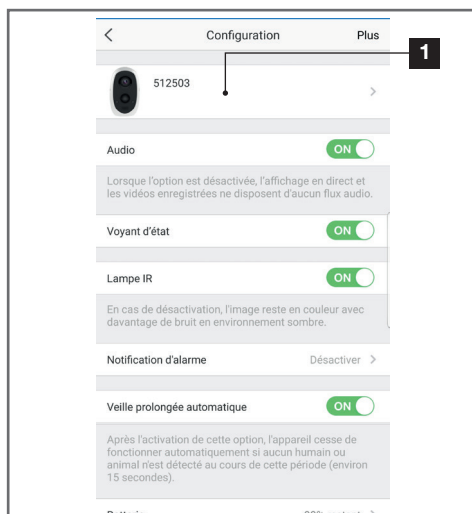 Configuration Plus
1
512503
Audio ON
Lorsque l'option est désactivée, l'affichage en direct et
les vidéos enregistrées ne disposent d'aucun flux audio.
Voyant d'état ON
Lampe IR ON
En cas de désactivation, l'image reste en couleur avec
davantage de bruit en environnement sombre.
Notification d'alarme Désactiver
Veille prolongée automatique ON
Après l'activation de cette option, l'appareil cesse de
fonctionner automatiquement si aucun humain ou
animal n'est détecté au cours de cette période (environ
15 secondes).